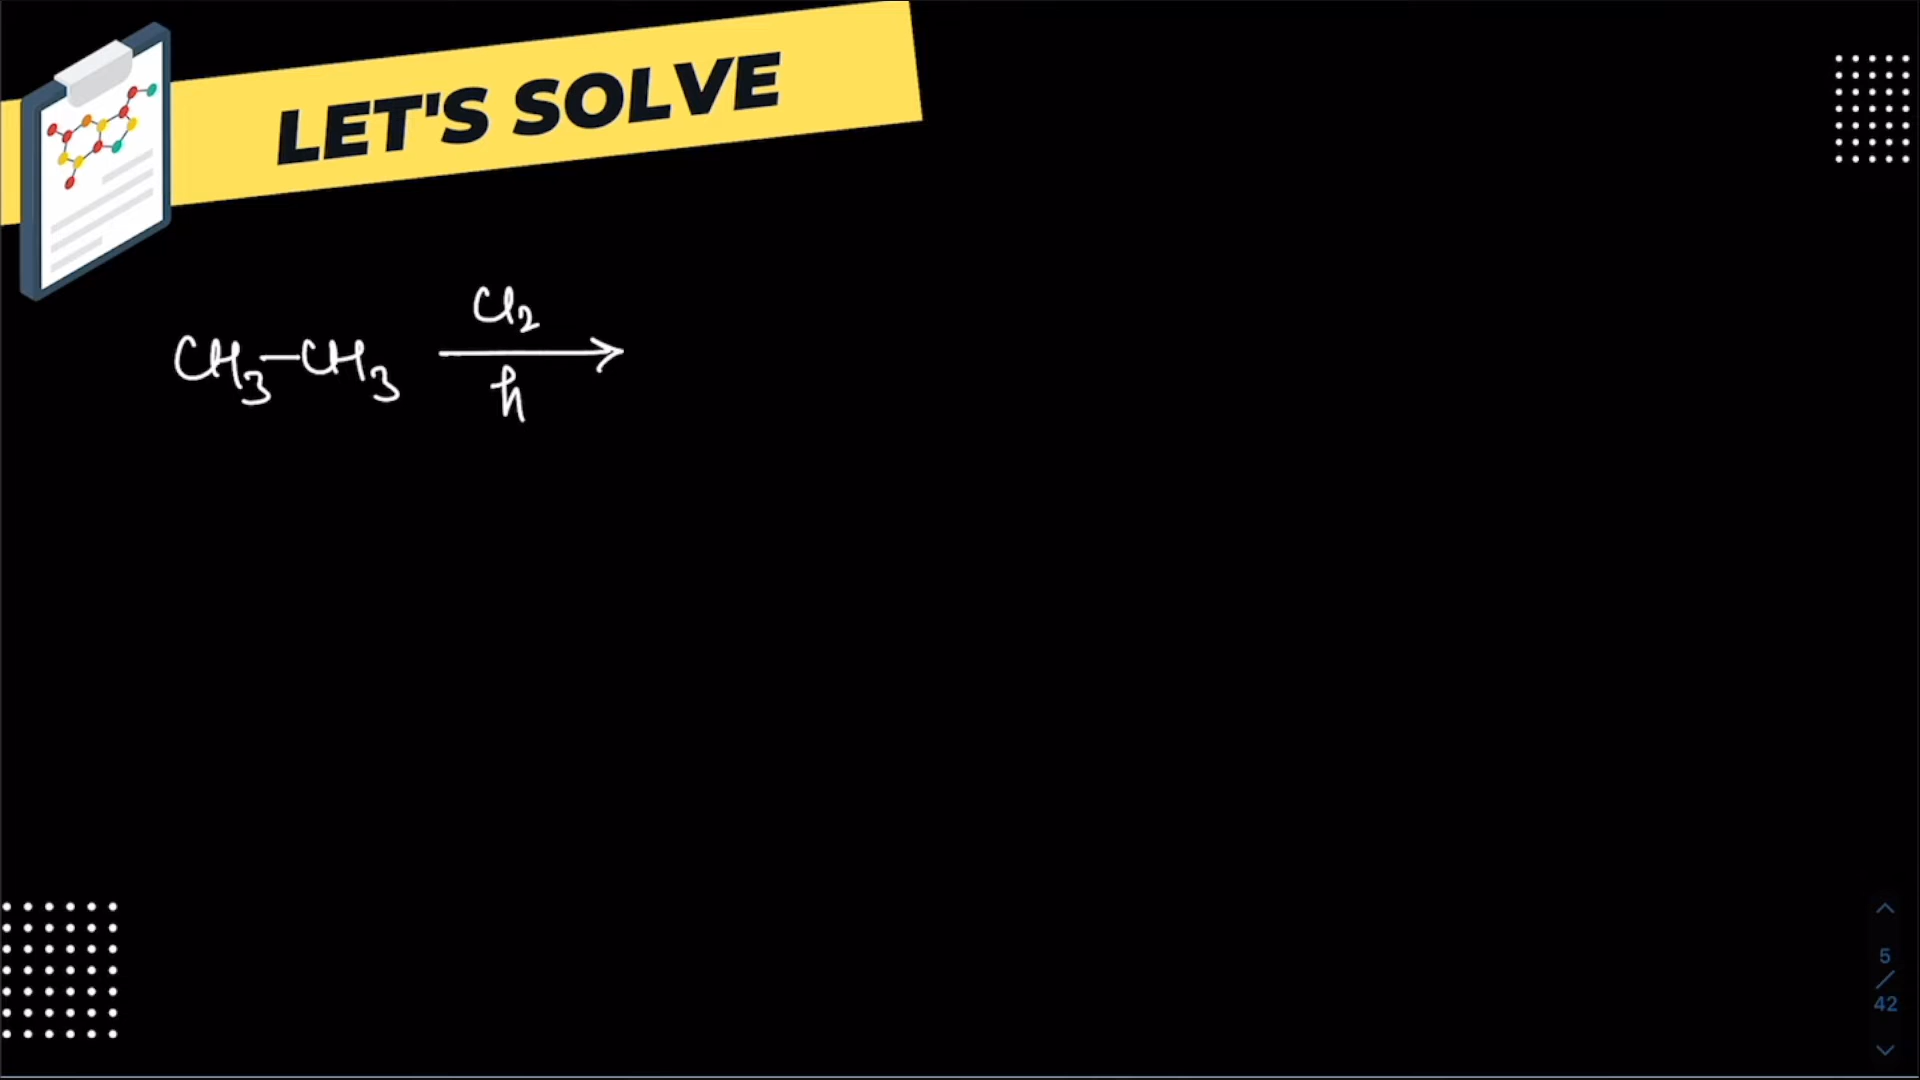 LET'S SOLVE
Cl₂
CH₃–CH₃ ⟶
ħ
5
/
42